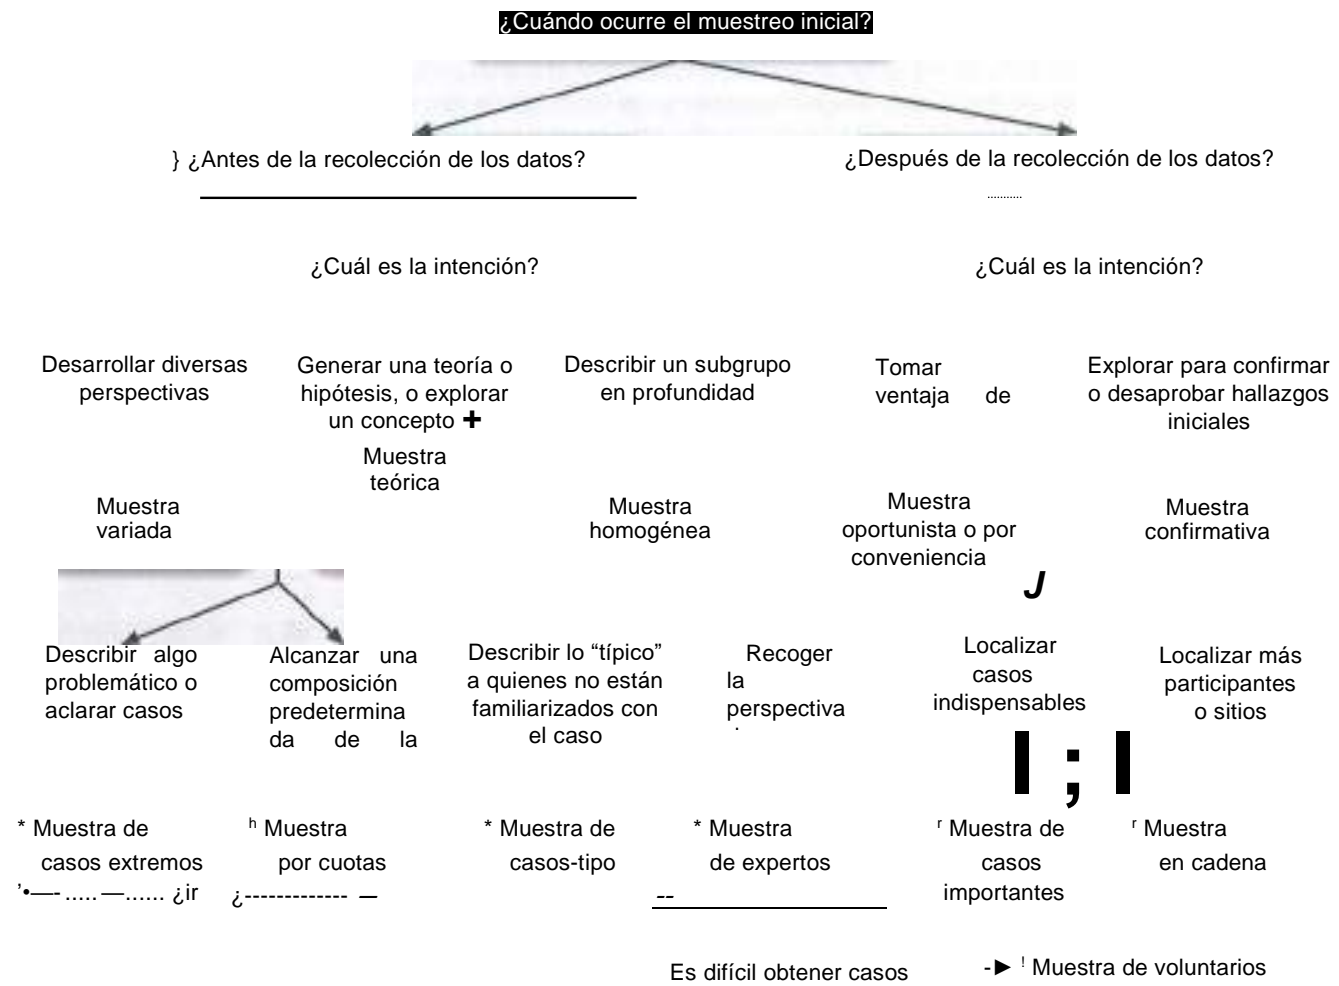 ¿Cuándo ocurre el muestreo inicial?
} ¿Antes de la recolección de los datos?
¿Después de la recolección de los datos?
¿Cuál es la intención?
¿Cuál es la intención?
Desarrollar diversas
perspectivas
Generar una teoría o
hipótesis, o explorar
un concepto +
Describir un subgrupo
en profundidad
Tomar
ventaja de
Explorar para confirmar
o desaprobar hallazgos
iniciales
Muestra
variada
Muestra
teórica
Muestra
homogénea
Muestra
oportunista o por
conveniencia
J
Muestra
confirmativa
Describir algo
problemático o
aclarar casos
Alcanzar una
composición
predetermina
da de la
Describir lo “típico”
a quienes no están
familiarizados con
el caso
Recoger
la
perspectiva
Localizar
casos
indispensables
Localizar más
participantes
o sitios
I ; I
* Muestra de
casos extremos
'•—- ..... —...... ¿ir
h Muestra
por cuotas
¿------------- —
* Muestra de
casos-tipo
* Muestra
de expertos
--
r Muestra de
casos
importantes
r Muestra
en cadena
Es difícil obtener casos
-► ! Muestra de voluntarios